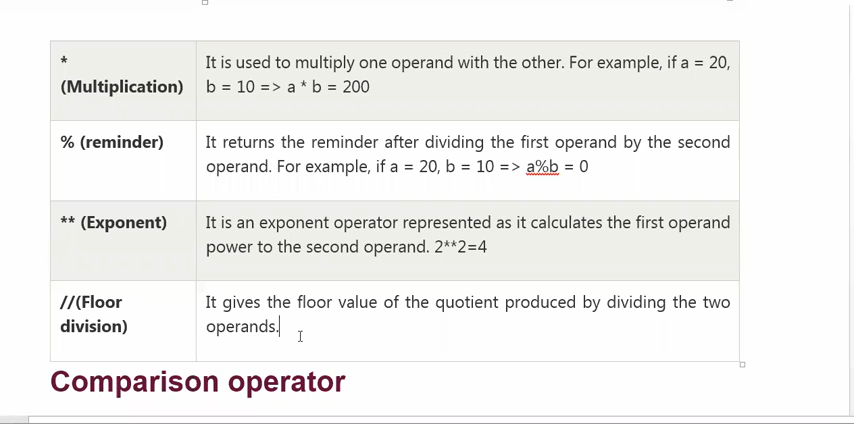 *
(Multiplication)
It is used to multiply one operand with the other. For example, if a = 20,
b = 10 => a * b = 200
% (reminder)
It returns the reminder after dividing the first operand by the second
operand. For example, if a = 20, b = 10 => a%b = 0
** (Exponent)
It is an exponent operator represented as it calculates the first operand
power to the second operand. 2**2=4
//(Floor
division)
It gives the floor value of the quotient produced by dividing the two
operands.
Comparison operator